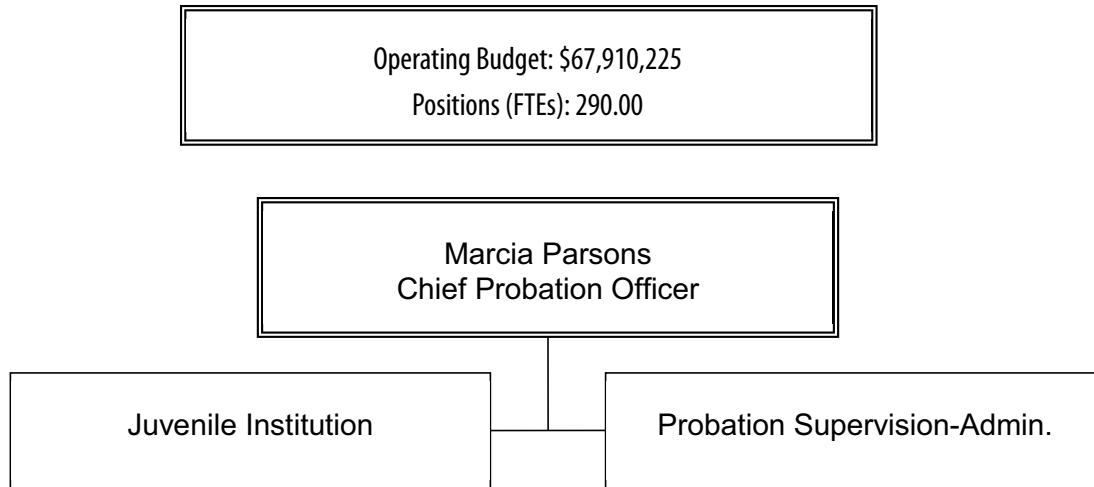 Operating Budget: $67,910,225
Positions (FTEs): 290.00
Marcia Parsons
Chief Probation Officer
Juvenile Institution
Probation Supervision-Admin.